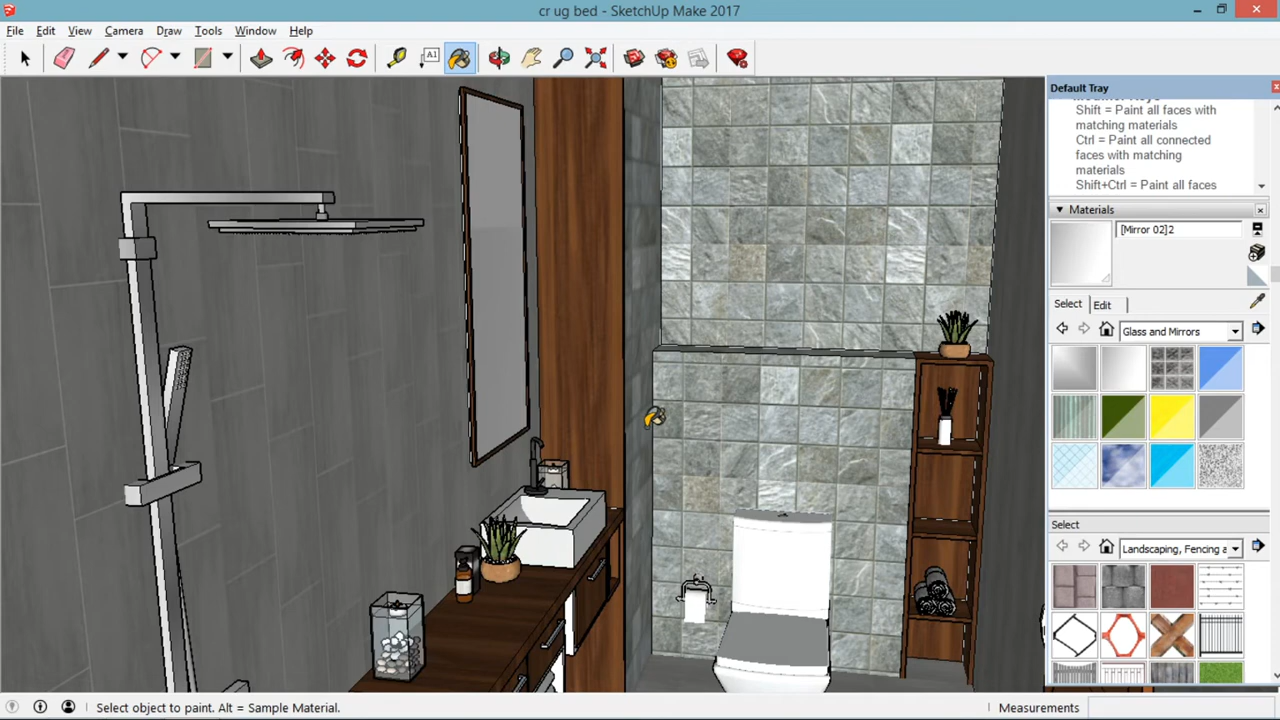 cr ug bed - SketchUp Make 2017
File Edit View Camera Draw Tools Window Help
A1
Default Tray
Shift = Paint all faces with
matching materials
Ctrl = Paint all connected
faces with matching
materials
Shift+Ctrl = Paint all faces
Materials
[Mirror 02]2
Select Edit
Glass and Mirrors
Select
Landscaping, Fencing a
Select object to paint. Alt = Sample Material.
Measurements